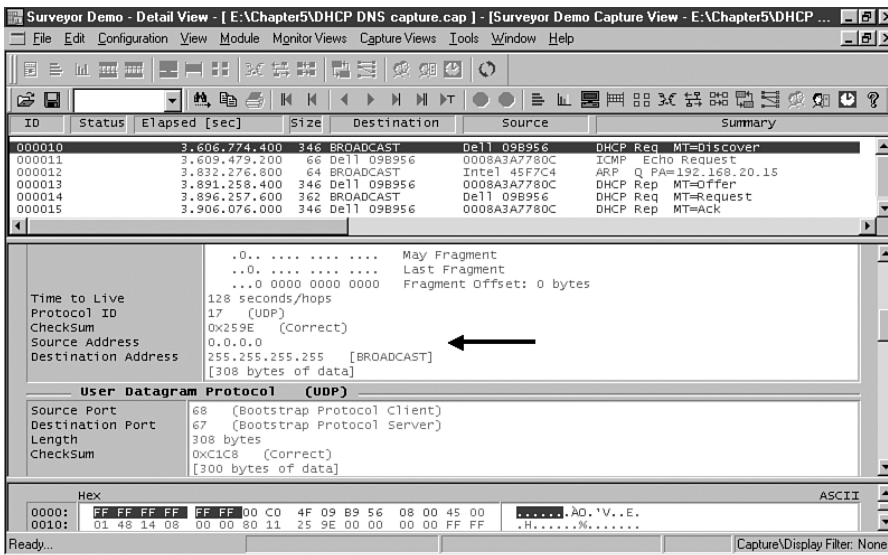 Surveyor Demo - Detail View - [ E:\Chapter5\DHCP DNS capture.cap ] - [Surveyor Demo Capture View - E:\Chapter5\DHCP ...
File Edit Configuration View Module Monitor Views Capture Views Tools Window Help
ID Status Elapsed [sec] Size Destination Source Summary
000010 3.606.774.400 346 BROADCAST Dell 09B956 DHCP Req MT=Discover
000011 3.609.479.200 66 Dell 09B956 0008A3A7780C ICMP Echo Request
000012 3.832.276.800 64 BROADCAST Intel 45F7C4 ARP Q PA=192.168.20.15
000013 3.891.258.400 346 Dell 09B956 0008A3A7780C DHCP Rep MT=Offer
000014 3.896.257.600 362 BROADCAST Dell 09B956 DHCP Req MT=Request
000015 3.906.076.000 346 Dell 09B956 0008A3A7780C DHCP Rep MT=Ack
.0.. .... .... .... May Fragment
..0. .... .... .... Last Fragment
...0 0000 0000 0000 Fragment Offset: 0 bytes
Time to Live 128 seconds/hops
Protocol ID 17 (UDP)
CheckSum 0x259E (Correct)
Source Address 0.0.0.0
Destination Address 255.255.255.255 [BROADCAST]
[308 bytes of data]
User Datagram Protocol (UDP)
Source Port 68 (Bootstrap Protocol Client)
Destination Port 67 (Bootstrap Protocol Server)
Length 308 bytes
CheckSum 0xC1C8 (Correct)
[300 bytes of data]
Hex ASCII
0000: FF FF FF FF FF FF 00 C0 4F 09 B9 56 08 00 45 00 .......ÀO.'V..E.
0010: 01 48 14 08 00 00 80 11 25 9E 00 00 00 00 FF FF .H......%.......
Ready... Capture\Display Filter: None